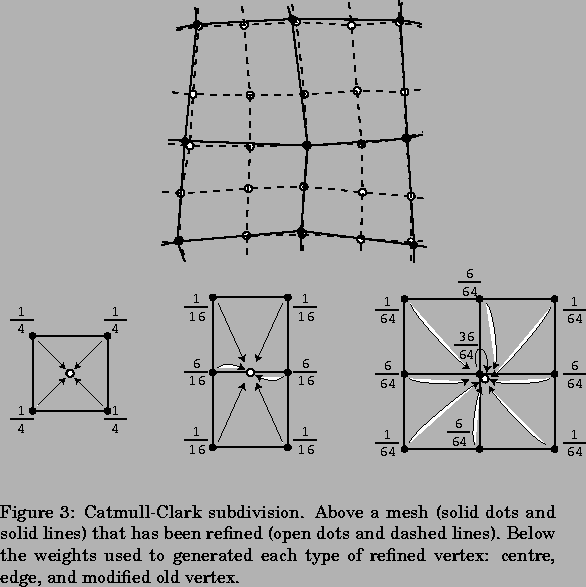 1/4 1/4
1/4 1/4
1/16 1/16
6/16 6/16
1/16 1/16
1/64 6/64 1/64
6/64 36/64 6/64
1/64 6/64 1/64
Figure 3: Catmull-Clark subdivision. Above a mesh (solid dots and
solid lines) that has been refined (open dots and dashed lines). Below
the weights used to generated each type of refined vertex: centre,
edge, and modified old vertex.